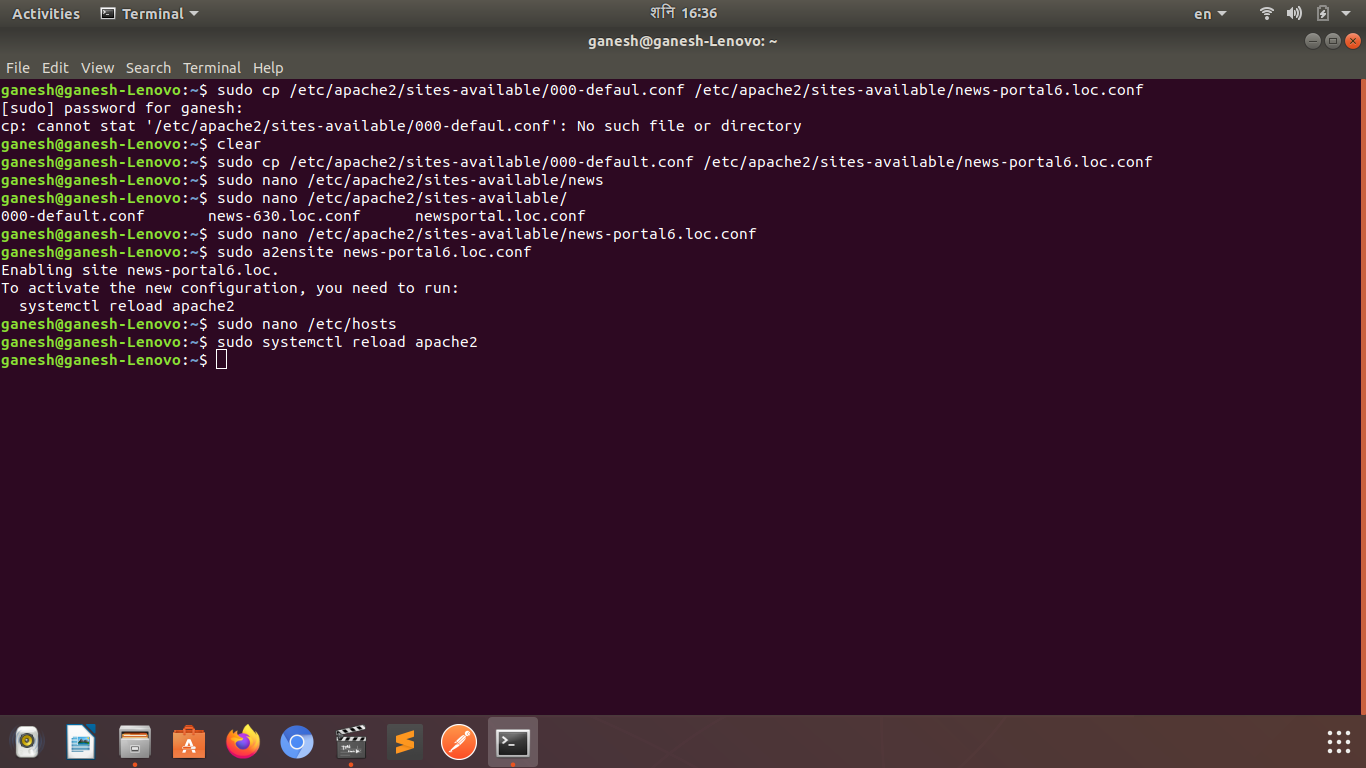 Activities Terminal शनि 16:36 en
ganesh@ganesh-Lenovo: ~
File Edit View Search Terminal Help
ganesh@ganesh-Lenovo:~$ sudo cp /etc/apache2/sites-available/000-defaul.conf /etc/apache2/sites-available/news-portal6.loc.conf
[sudo] password for ganesh:
cp: cannot stat '/etc/apache2/sites-available/000-defaul.conf': No such file or directory
ganesh@ganesh-Lenovo:~$ clear
ganesh@ganesh-Lenovo:~$ sudo cp /etc/apache2/sites-available/000-default.conf /etc/apache2/sites-available/news-portal6.loc.conf
ganesh@ganesh-Lenovo:~$ sudo nano /etc/apache2/sites-available/news
ganesh@ganesh-Lenovo:~$ sudo nano /etc/apache2/sites-available/
000-default.conf       news-630.loc.conf      newsportal.loc.conf
ganesh@ganesh-Lenovo:~$ sudo nano /etc/apache2/sites-available/news-portal6.loc.conf
ganesh@ganesh-Lenovo:~$ sudo a2ensite news-portal6.loc.conf
Enabling site news-portal6.loc.
To activate the new configuration, you need to run:
  systemctl reload apache2
ganesh@ganesh-Lenovo:~$ sudo nano /etc/hosts
ganesh@ganesh-Lenovo:~$ sudo systemctl reload apache2
ganesh@ganesh-Lenovo:~$